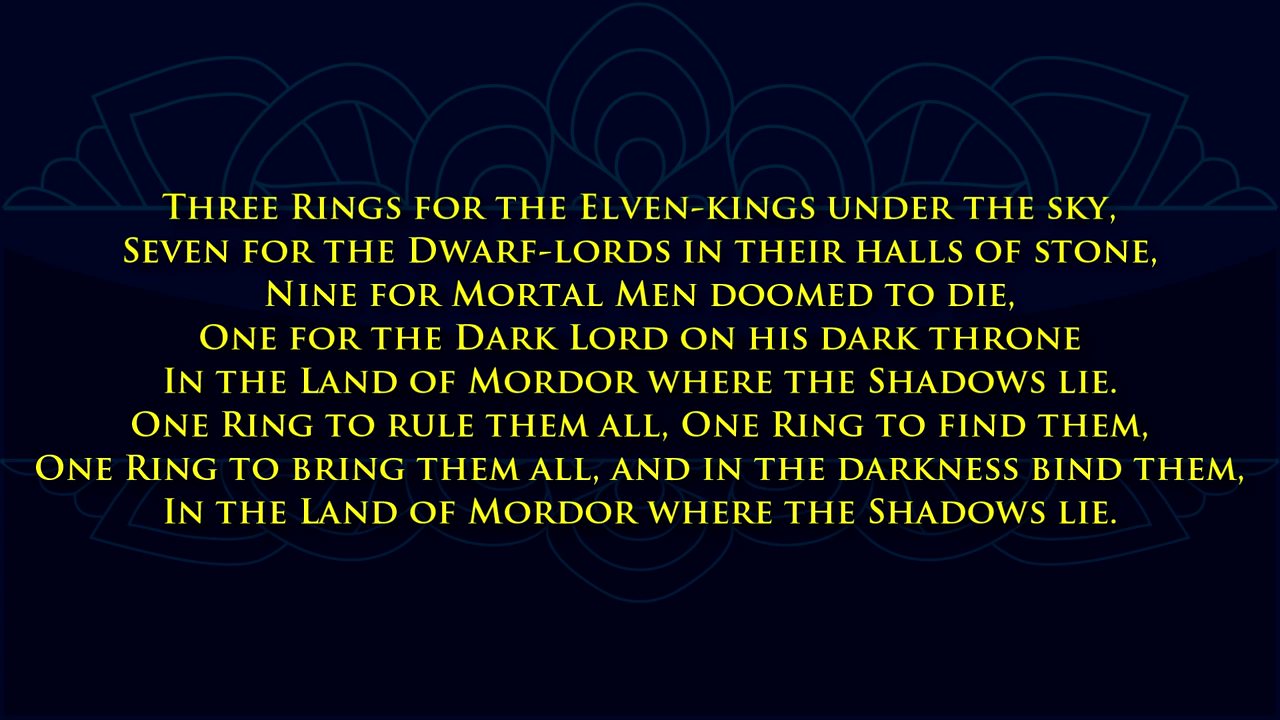 Three Rings for the Elven-kings under the sky,
Seven for the Dwarf-lords in their halls of stone,
Nine for Mortal Men doomed to die,
One for the Dark Lord on his dark throne
In the Land of Mordor where the Shadows lie.
One Ring to rule them all, One Ring to find them,
One Ring to bring them all, and in the darkness bind them,
In the Land of Mordor where the Shadows lie.